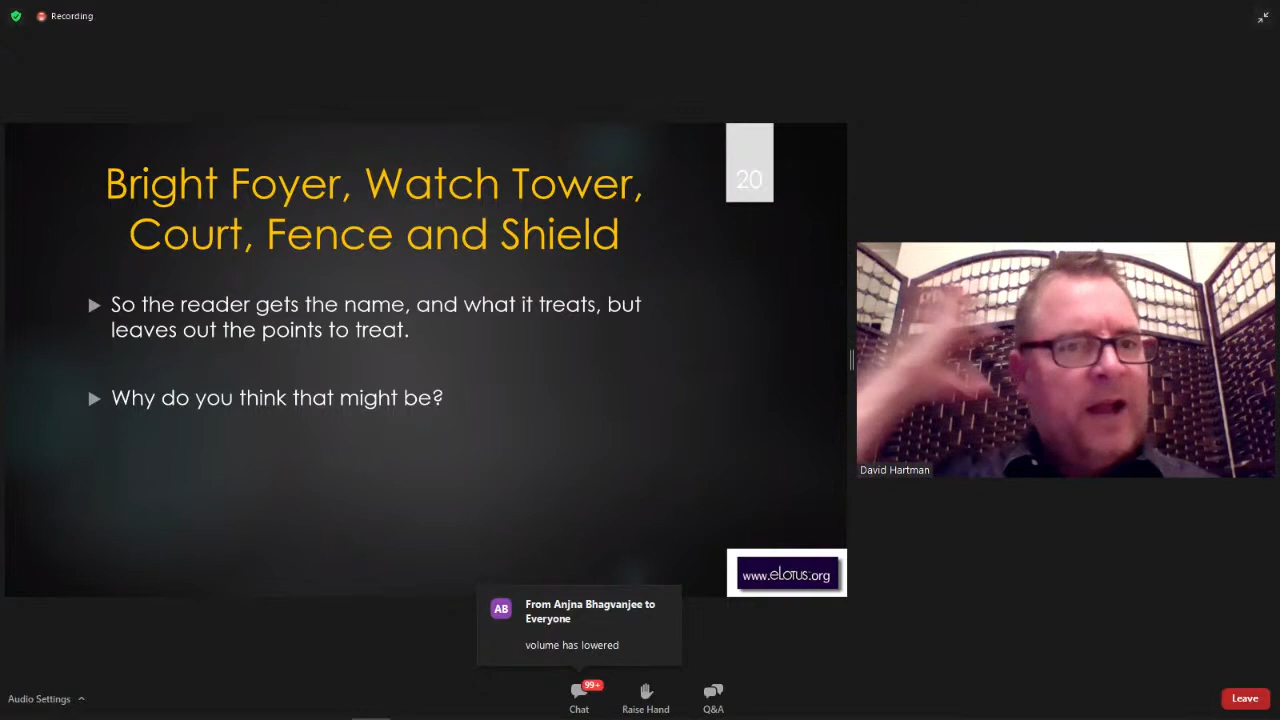 Recording
Bright Foyer, Watch Tower,
Court, Fence and Shield
20
So the reader gets the name, and what it treats, but
leaves out the points to treat.
Why do you think that might be?
David Hartman
www.eLotus.org
AB
From Anjna Bhagvanjee to
Everyone
volume has lowered
Audio Settings
99+
Chat
Raise Hand
Q&A
Leave